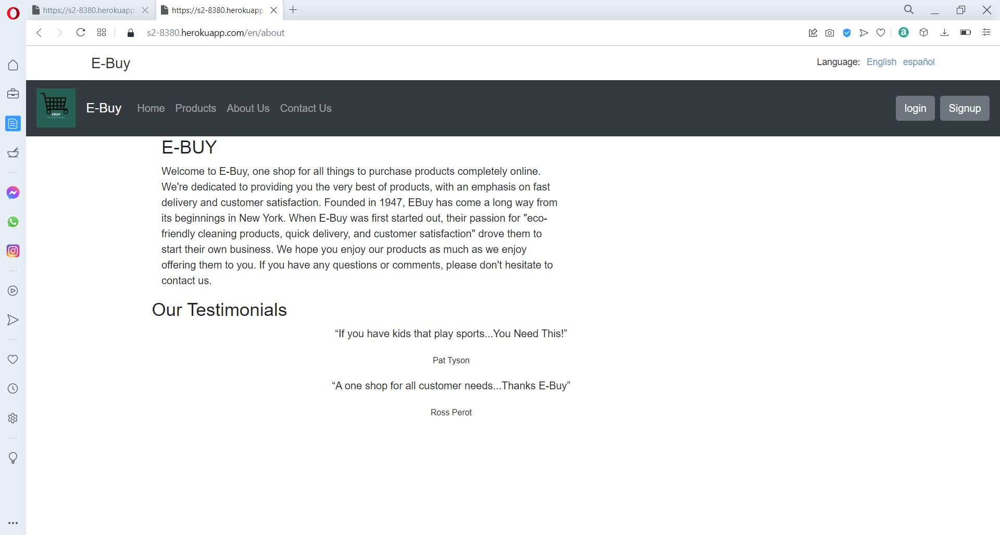 https://s2-8380.herokuapp
https://s2-8380.herokuapp
s2-8380.herokuapp.com/en/about
E-Buy
Language: English español
EBUY
E-Buy Home Products About Us Contact Us login Signup
E-BUY
Welcome to E-Buy, one shop for all things to purchase products completely online.
We're dedicated to providing you the very best of products, with an emphasis on fast
delivery and customer satisfaction. Founded in 1947, EBuy has come a long way from
its beginnings in New York. When E-Buy was first started out, their passion for "eco-
friendly cleaning products, quick delivery, and customer satisfaction" drove them to
start their own business. We hope you enjoy our products as much as we enjoy
offering them to you. If you have any questions or comments, please don't hesitate to
contact us.
Our Testimonials
“If you have kids that play sports...You Need This!”
Pat Tyson
“A one shop for all customer needs...Thanks E-Buy”
Ross Perot